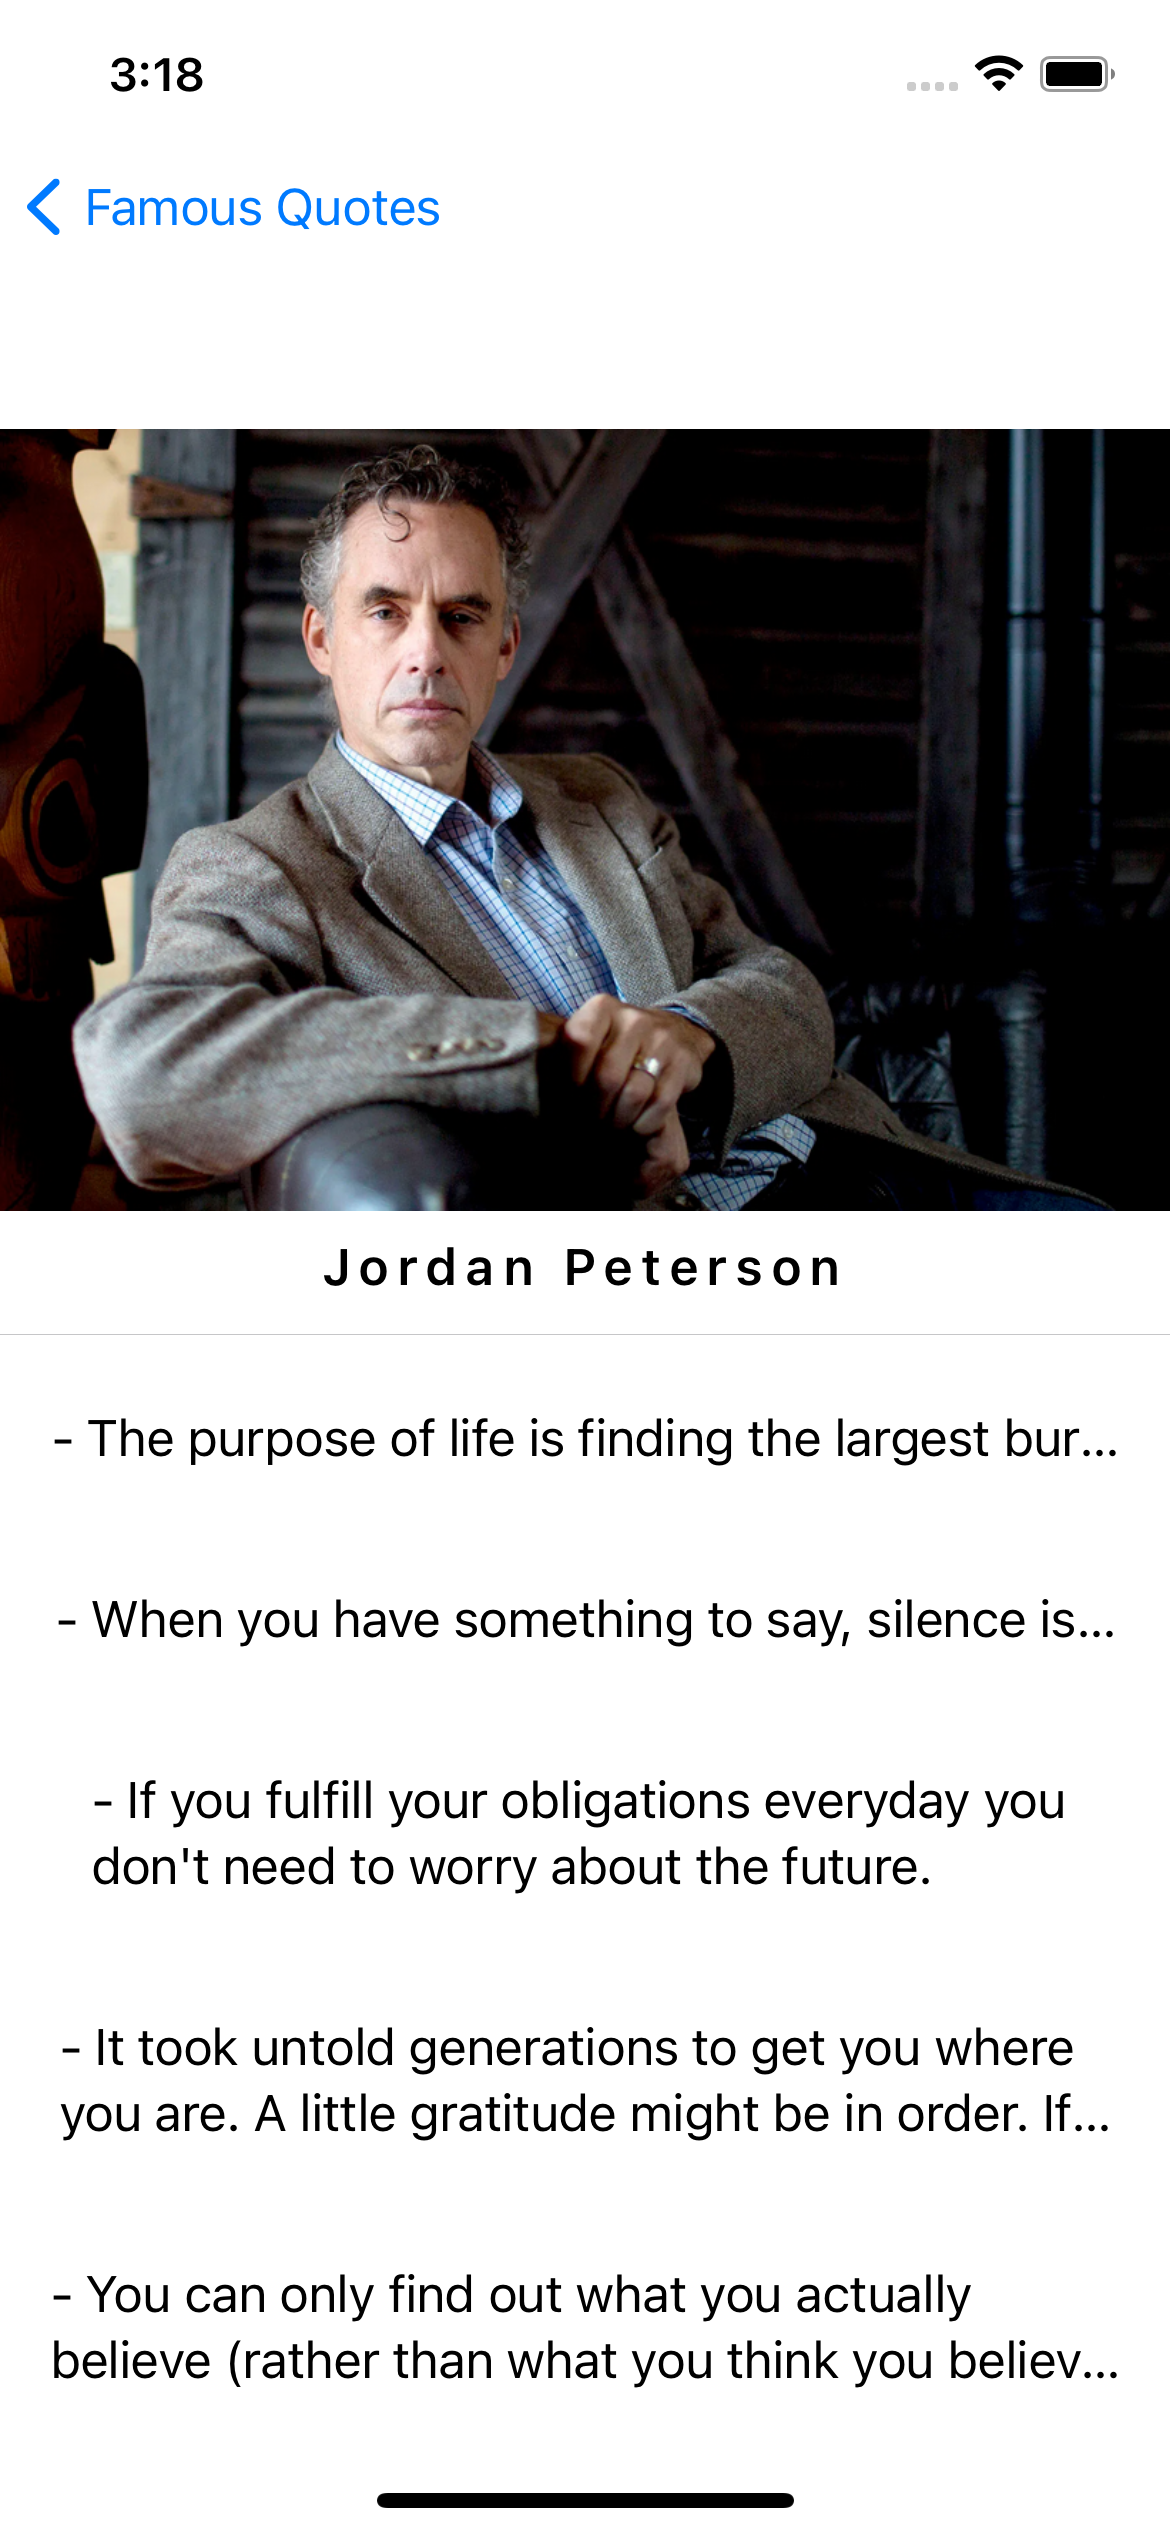 3:18
Famous Quotes
Jordan Peterson
- The purpose of life is finding the largest bur...
- When you have something to say, silence is...
- If you fulfill your obligations everyday you
don't need to worry about the future.
- It took untold generations to get you where
you are. A little gratitude might be in order. If...
- You can only find out what you actually
believe (rather than what you think you believ...